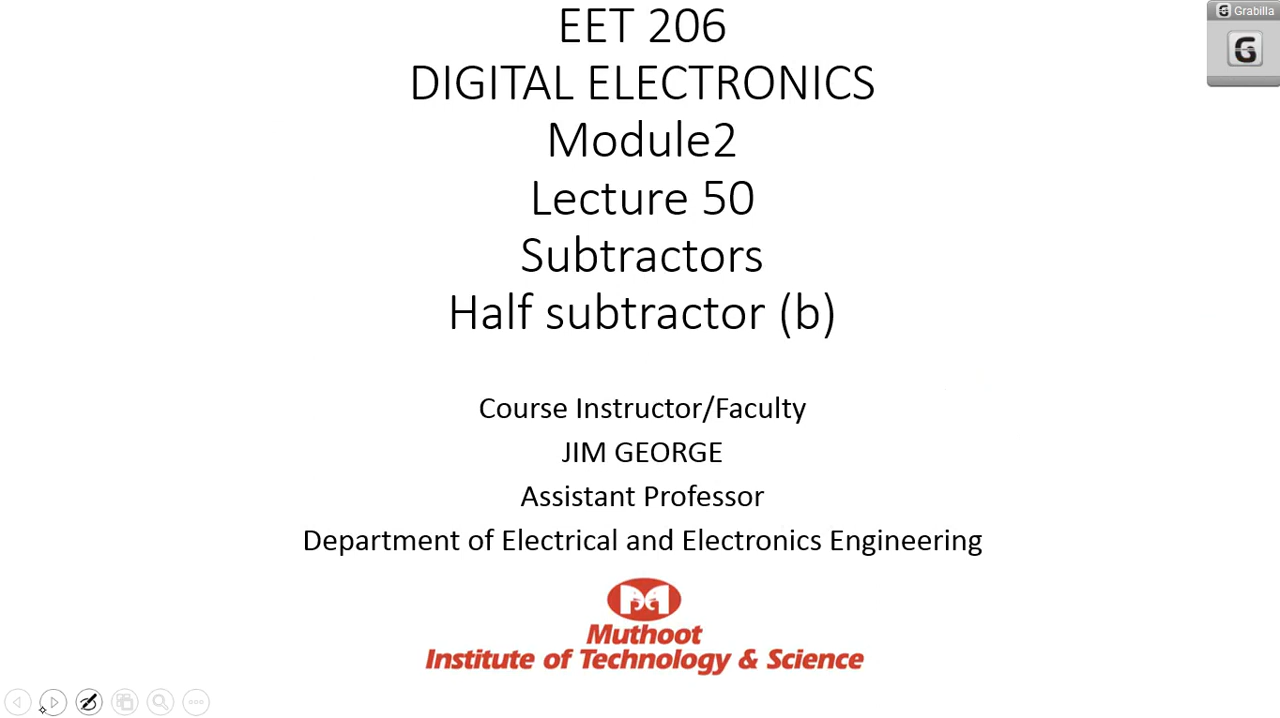 EET 206
DIGITAL ELECTRONICS
Module2
Lecture 50
Subtractors
Half subtractor (b)
Course Instructor/Faculty
JIM GEORGE
Assistant Professor
Department of Electrical and Electronics Engineering
Muthoot
Institute of Technology & Science
Grabilla